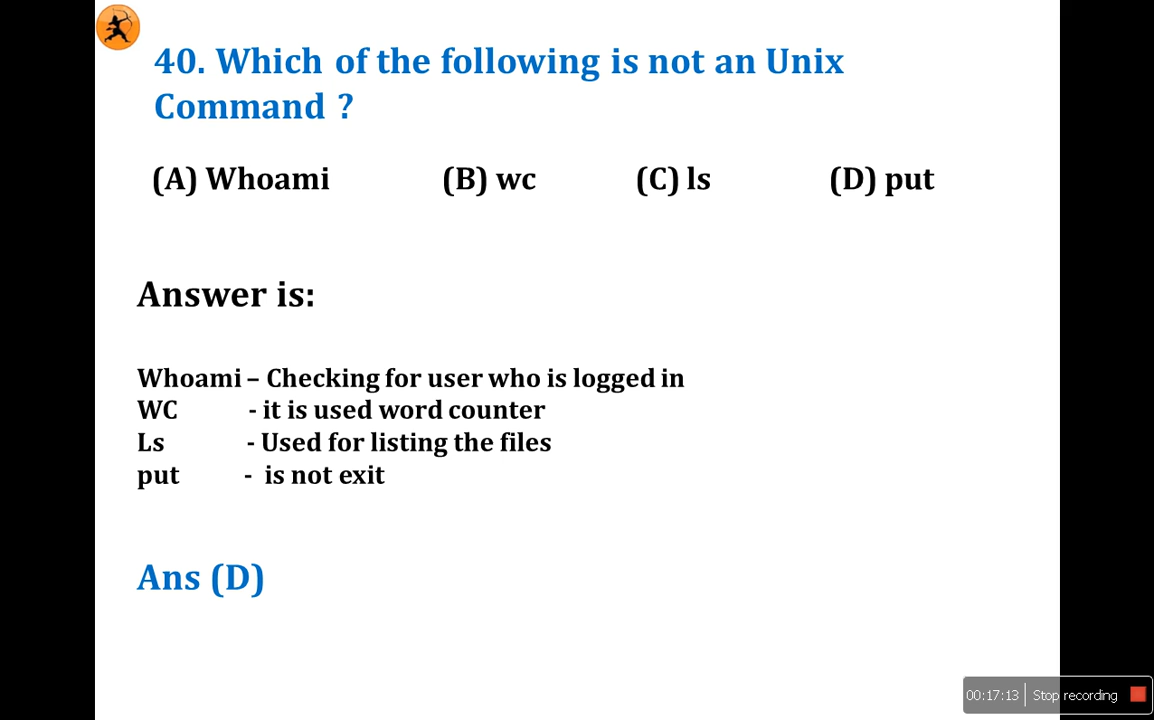 40. Which of the following is not an Unix
Command ?
(A) Whoami (B) wc (C) ls (D) put
Answer is:
Whoami – Checking for user who is logged in
WC - it is used word counter
Ls - Used for listing the files
put - is not exit
Ans (D)
00:17:13 Stop recording